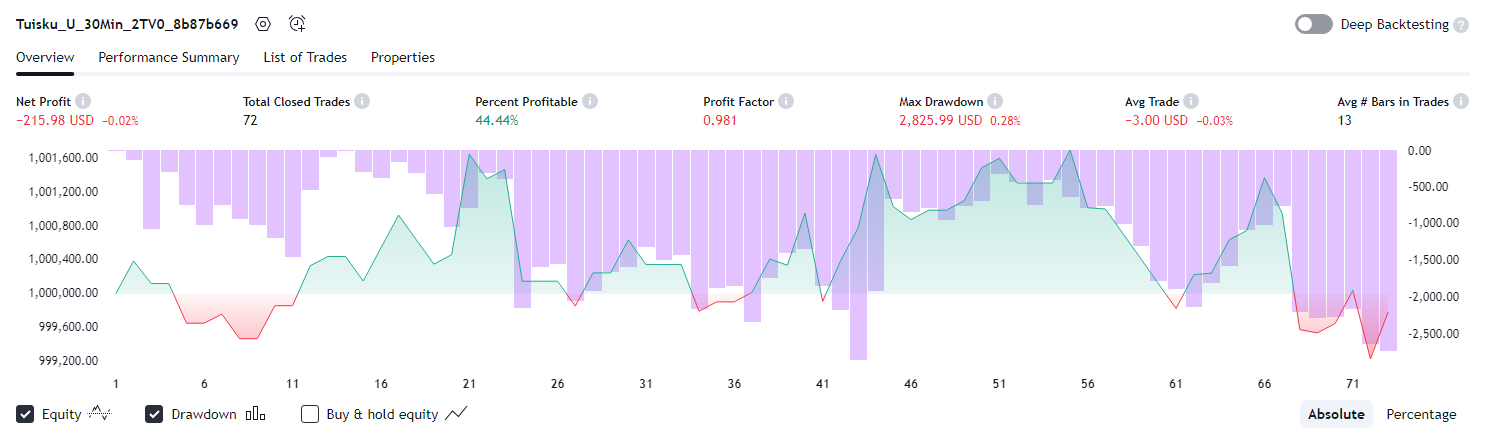 Tuisku_U_30Min_2TV0_8b87b669
Deep Backtesting
Overview Performance Summary List of Trades Properties
Net Profit Total Closed Trades Percent Profitable Profit Factor Max Drawdown Avg Trade Avg # Bars in Trades
−215.98 USD −0.02% 72 44.44% 0.981 2,825.99 USD 0.28% −3.00 USD −0.03% 13
1,001,600.00 0.00
1,001,200.00 -500.00
1,000,800.00 -1,000.00
1,000,400.00 -1,500.00
1,000,000.00 -2,000.00
999,600.00 -2,500.00
999,200.00
1 6 11 16 21 26 31 36 41 46 51 56 61 66 71
Equity Drawdown Buy & hold equity Absolute Percentage